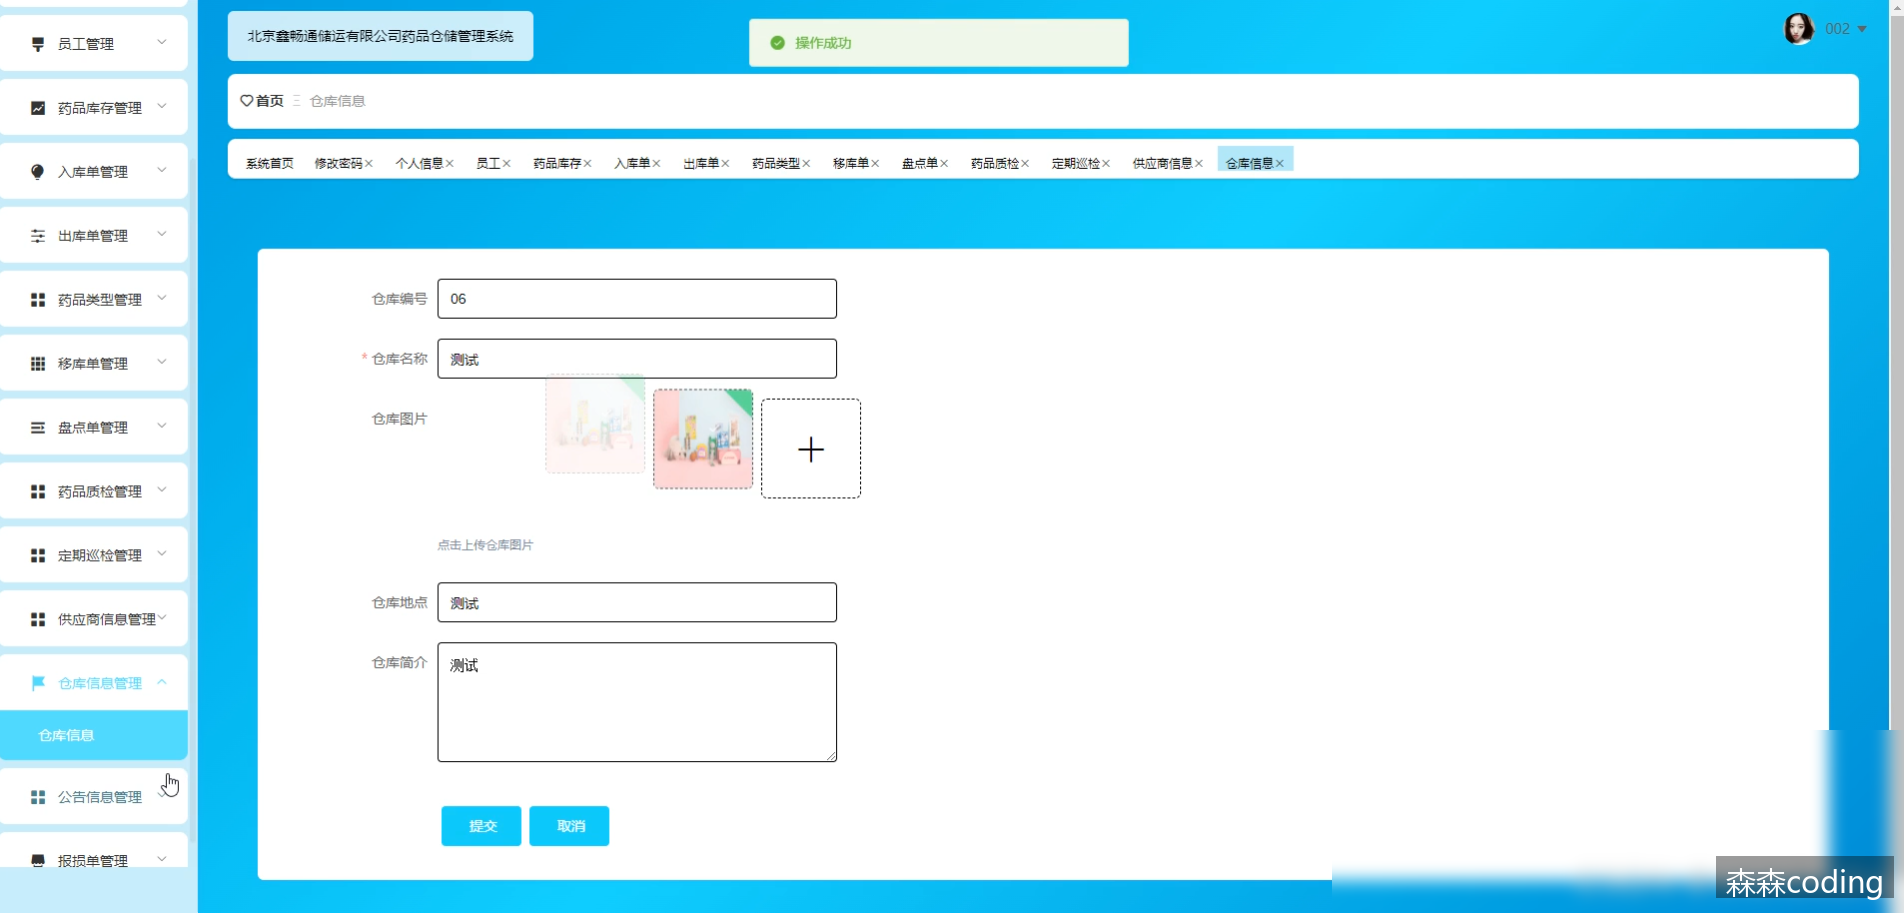 北京鑫畅通储运有限公司药品仓储管理系统
操作成功
002
首页 仓库信息
系统首页 修改密码 个人信息 员工 药品库存 入库单 出库单 药品类型 移库单 盘点单 药品质检 定期巡检 供应商信息 仓库信息
员工管理
药品库存管理
入库单管理
出库单管理
药品类型管理
移库单管理
盘点单管理
药品质检管理
定期巡检管理
供应商信息管理
仓库信息管理
仓库信息
公告信息管理
报损单管理
仓库编号 06
* 仓库名称 测试
仓库图片
点击上传仓库图片
仓库地点 测试
仓库简介 测试
提交 取消
森森coding